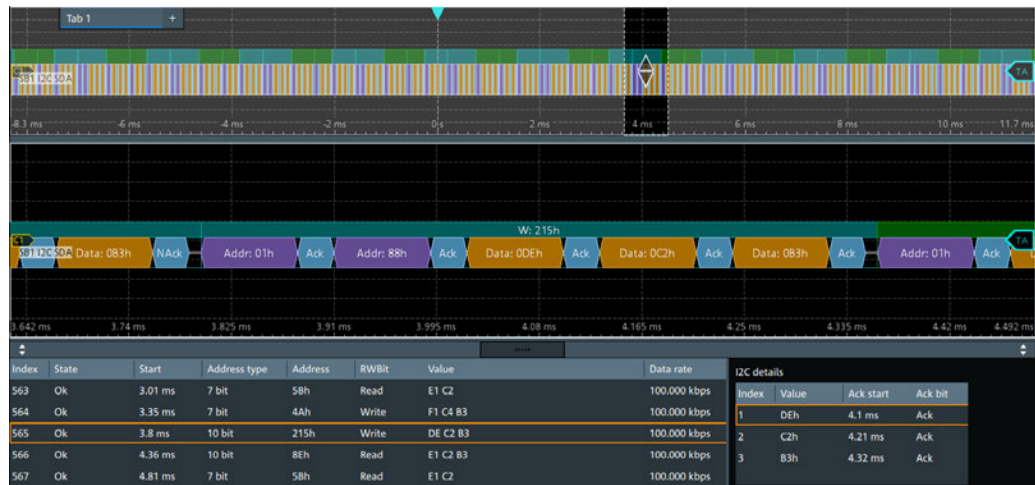 Tab 1 +
SB1 I2C SDA
TA
-8.3 ms -6 ms -4 ms -2 ms 0 s 2 ms 4 ms 6 ms 8 ms 10 ms 11.7 ms
W: 215h
C1
TA
SB1 I2C SDA Data: 0B3h NAck Addr: 01h Ack Addr: 88h Ack Data: 0DEh Ack Data: 0C2h Ack Data: 0B3h Ack Addr: 01h Ack
3.642 ms 3.74 ms 3.825 ms 3.91 ms 3.995 ms 4.08 ms 4.165 ms 4.25 ms 4.335 ms 4.42 ms 4.492 ms
Index State Start Address type Address RWBit Value Data rate
563 Ok 3.01 ms 7 bit 5Bh Read E1 C2 100.000 kbps
564 Ok 3.35 ms 7 bit 4Ah Write F1 C4 B3 100.000 kbps
565 Ok 3.8 ms 10 bit 215h Write DE C2 B3 100.000 kbps
566 Ok 4.36 ms 10 bit 8Eh Read E1 C2 B3 100.000 kbps
567 Ok 4.81 ms 7 bit 5Bh Read E1 C2 100.000 kbps
I2C details
Index Value Ack start Ack bit
1 DEh 4.1 ms Ack
2 C2h 4.21 ms Ack
3 B3h 4.32 ms Ack